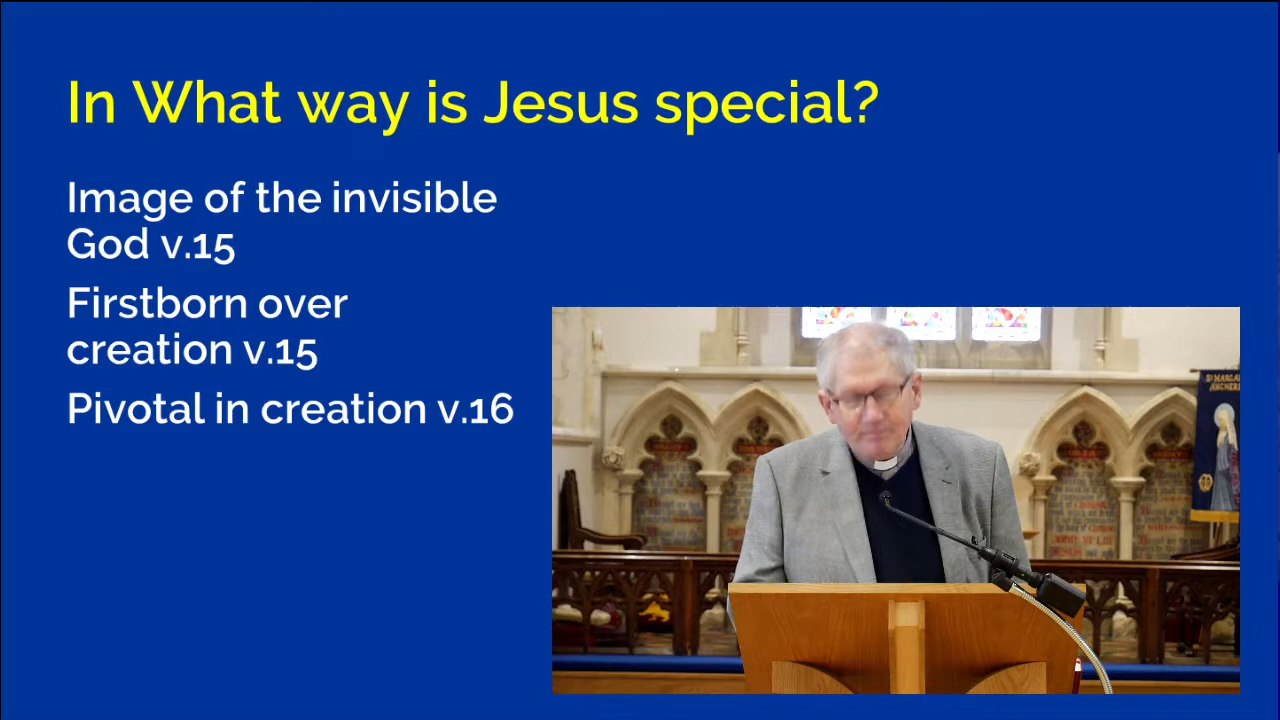 In What way is Jesus special?
Image of the invisible
God v.15
Firstborn over
creation v.15
Pivotal in creation v.16